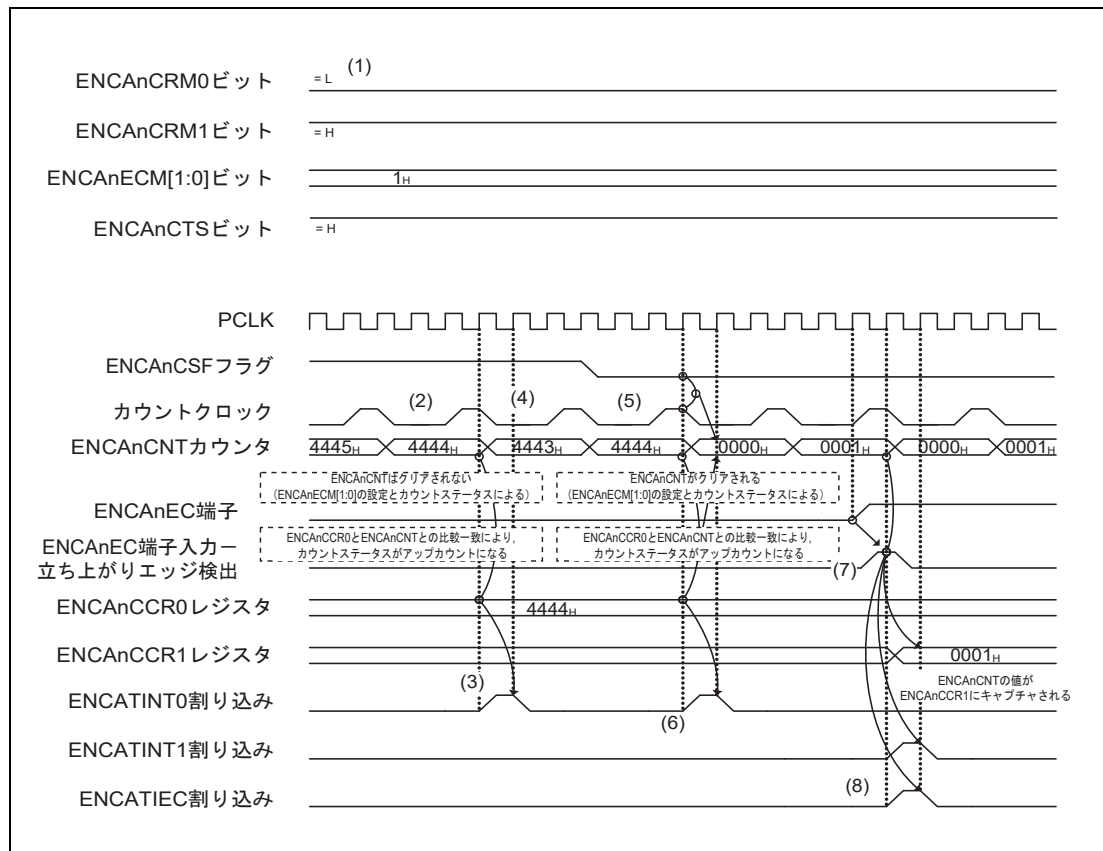 ENCAnCRM0ビット = L (1)
ENCAnCRM1ビット = H
ENCAnECM[1:0]ビット 1H
ENCAnCTSビット = H
PCLK
ENCAnCSFフラグ
カウントクロック (2) (4) (5)
ENCAnCNTカウンタ 4445H 4444H 4443H 4444H 0000H 0001H 0000H 0001H
ENCAnCNTはクリアされない
(ENCAnECM[1:0]の設定とカウントステータスによる)
ENCAnCNTがクリアされる
(ENCAnECM[1:0]の設定とカウントステータスによる)
ENCAnEC端子
ENCAnCCR0とENCAnCNTとの比較一致により,
カウントステータスがアップカウントになる
ENCAnCCR0とENCAnCNTとの比較一致により,
カウントステータスがアップカウントになる
ENCAnEC端子入力ー
立ち上がりエッジ検出 (7)
ENCAnCCR0レジスタ 4444H
ENCAnCCR1レジスタ 0001H
ENCAnCNTの値が
ENCAnCCR1にキャプチャされる
ENCATINT0割り込み (3) (6)
ENCATINT1割り込み
ENCATIEC割り込み (8)